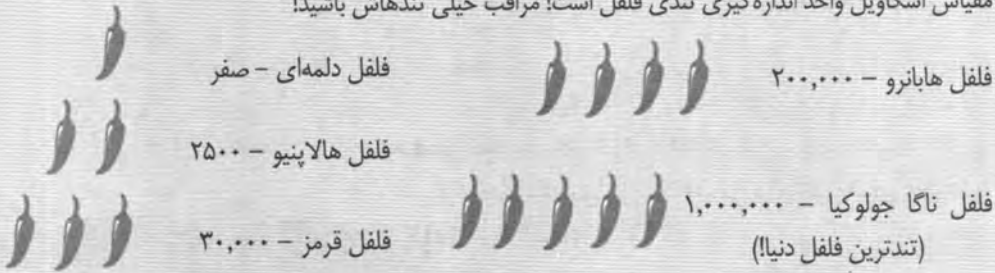 مقیاس اسکاویل واحد اندازه گیری تندی فلفل است! مراقب خیلی تندهاش باشید!
فلفل دلمه‌ای – صفر
فلفل هالاپنیو – ۲۵۰۰
فلفل قرمز – ۳۰,۰۰۰
فلفل هابانرو – ۲۰۰,۰۰۰
فلفل ناگا جولوکیا – ۱,۰۰۰,۰۰۰
(تندترین فلفل دنیا!)